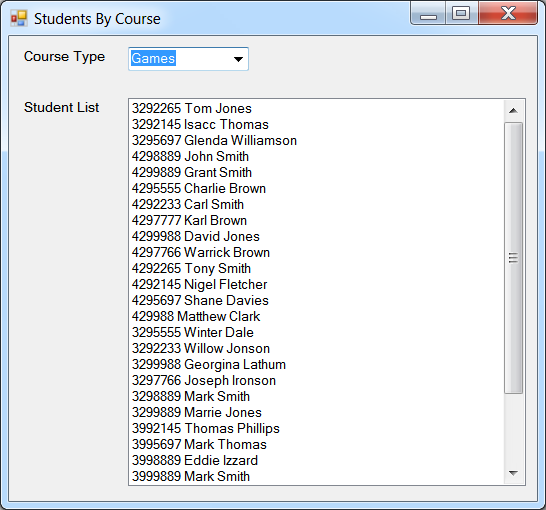 Students By Course
Course Type
Games
Student List
3292265 Tom Jones
3292145 Isacc Thomas
3295697 Glenda Williamson
4298889 John Smith
4299889 Grant Smith
4295555 Charlie Brown
4292233 Carl Smith
4297777 Karl Brown
4299988 David Jones
4297766 Warrick Brown
4292265 Tony Smith
4292145 Nigel Fletcher
4295697 Shane Davies
429988 Matthew Clark
3295555 Winter Dale
3292233 Willow Jonson
3299988 Georgina Lathum
3297766 Joseph Ironson
3298889 Mark Smith
3299889 Marrie Jones
3992145 Thomas Phillips
3995697 Mark Thomas
3998889 Eddie Izzard
3999889 Mark Smith